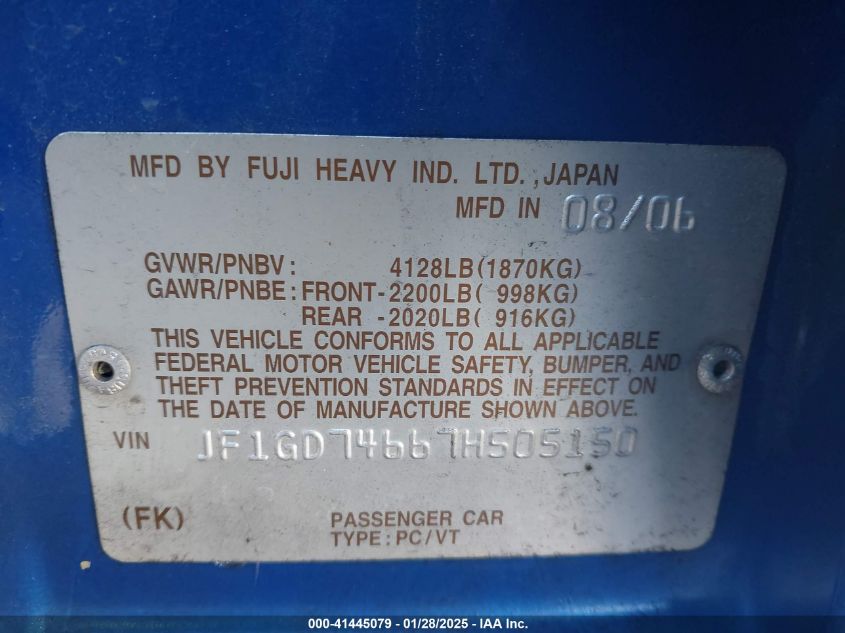 MFD BY FUJI HEAVY IND. LTD.,JAPAN
MFD IN 08/06
GVWR/PNBV: 4128LB(1870KG)
GAWR/PNBE:FRONT-2200LB( 998KG)
REAR -2020LB( 916KG)
THIS VEHICLE CONFORMS TO ALL APPLICABLE
FEDERAL MOTOR VEHICLE SAFETY, BUMPER, AND
THEFT PREVENTION STANDARDS IN EFFECT ON
THE DATE OF MANUFACTURE SHOWN ABOVE.
VIN JF1GD74667H505150
(FK) PASSENGER CAR
TYPE:PC/VT
000-41445079 - 01/28/2025 - IAA Inc.